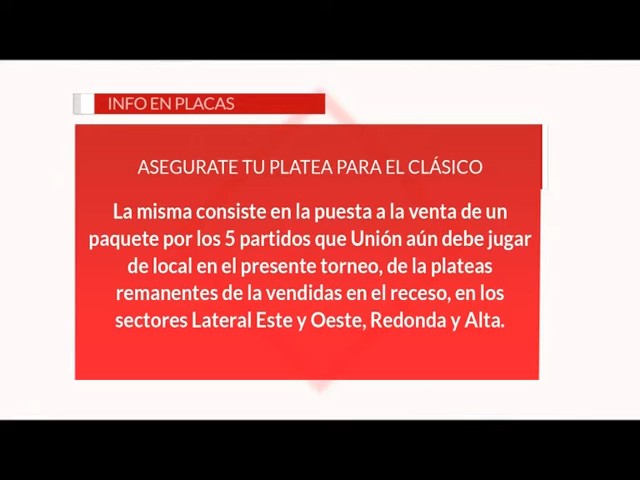 INFO EN PLACAS
ASEGURATE TU PLATEA PARA EL CLÁSICO
La misma consiste en la puesta a la venta de un
paquete por los 5 partidos que Unión aún debe jugar
de local en el presente torneo, de la plateas
remanentes de la vendidas en el receso, en los
sectores Lateral Este y Oeste, Redonda y Alta.